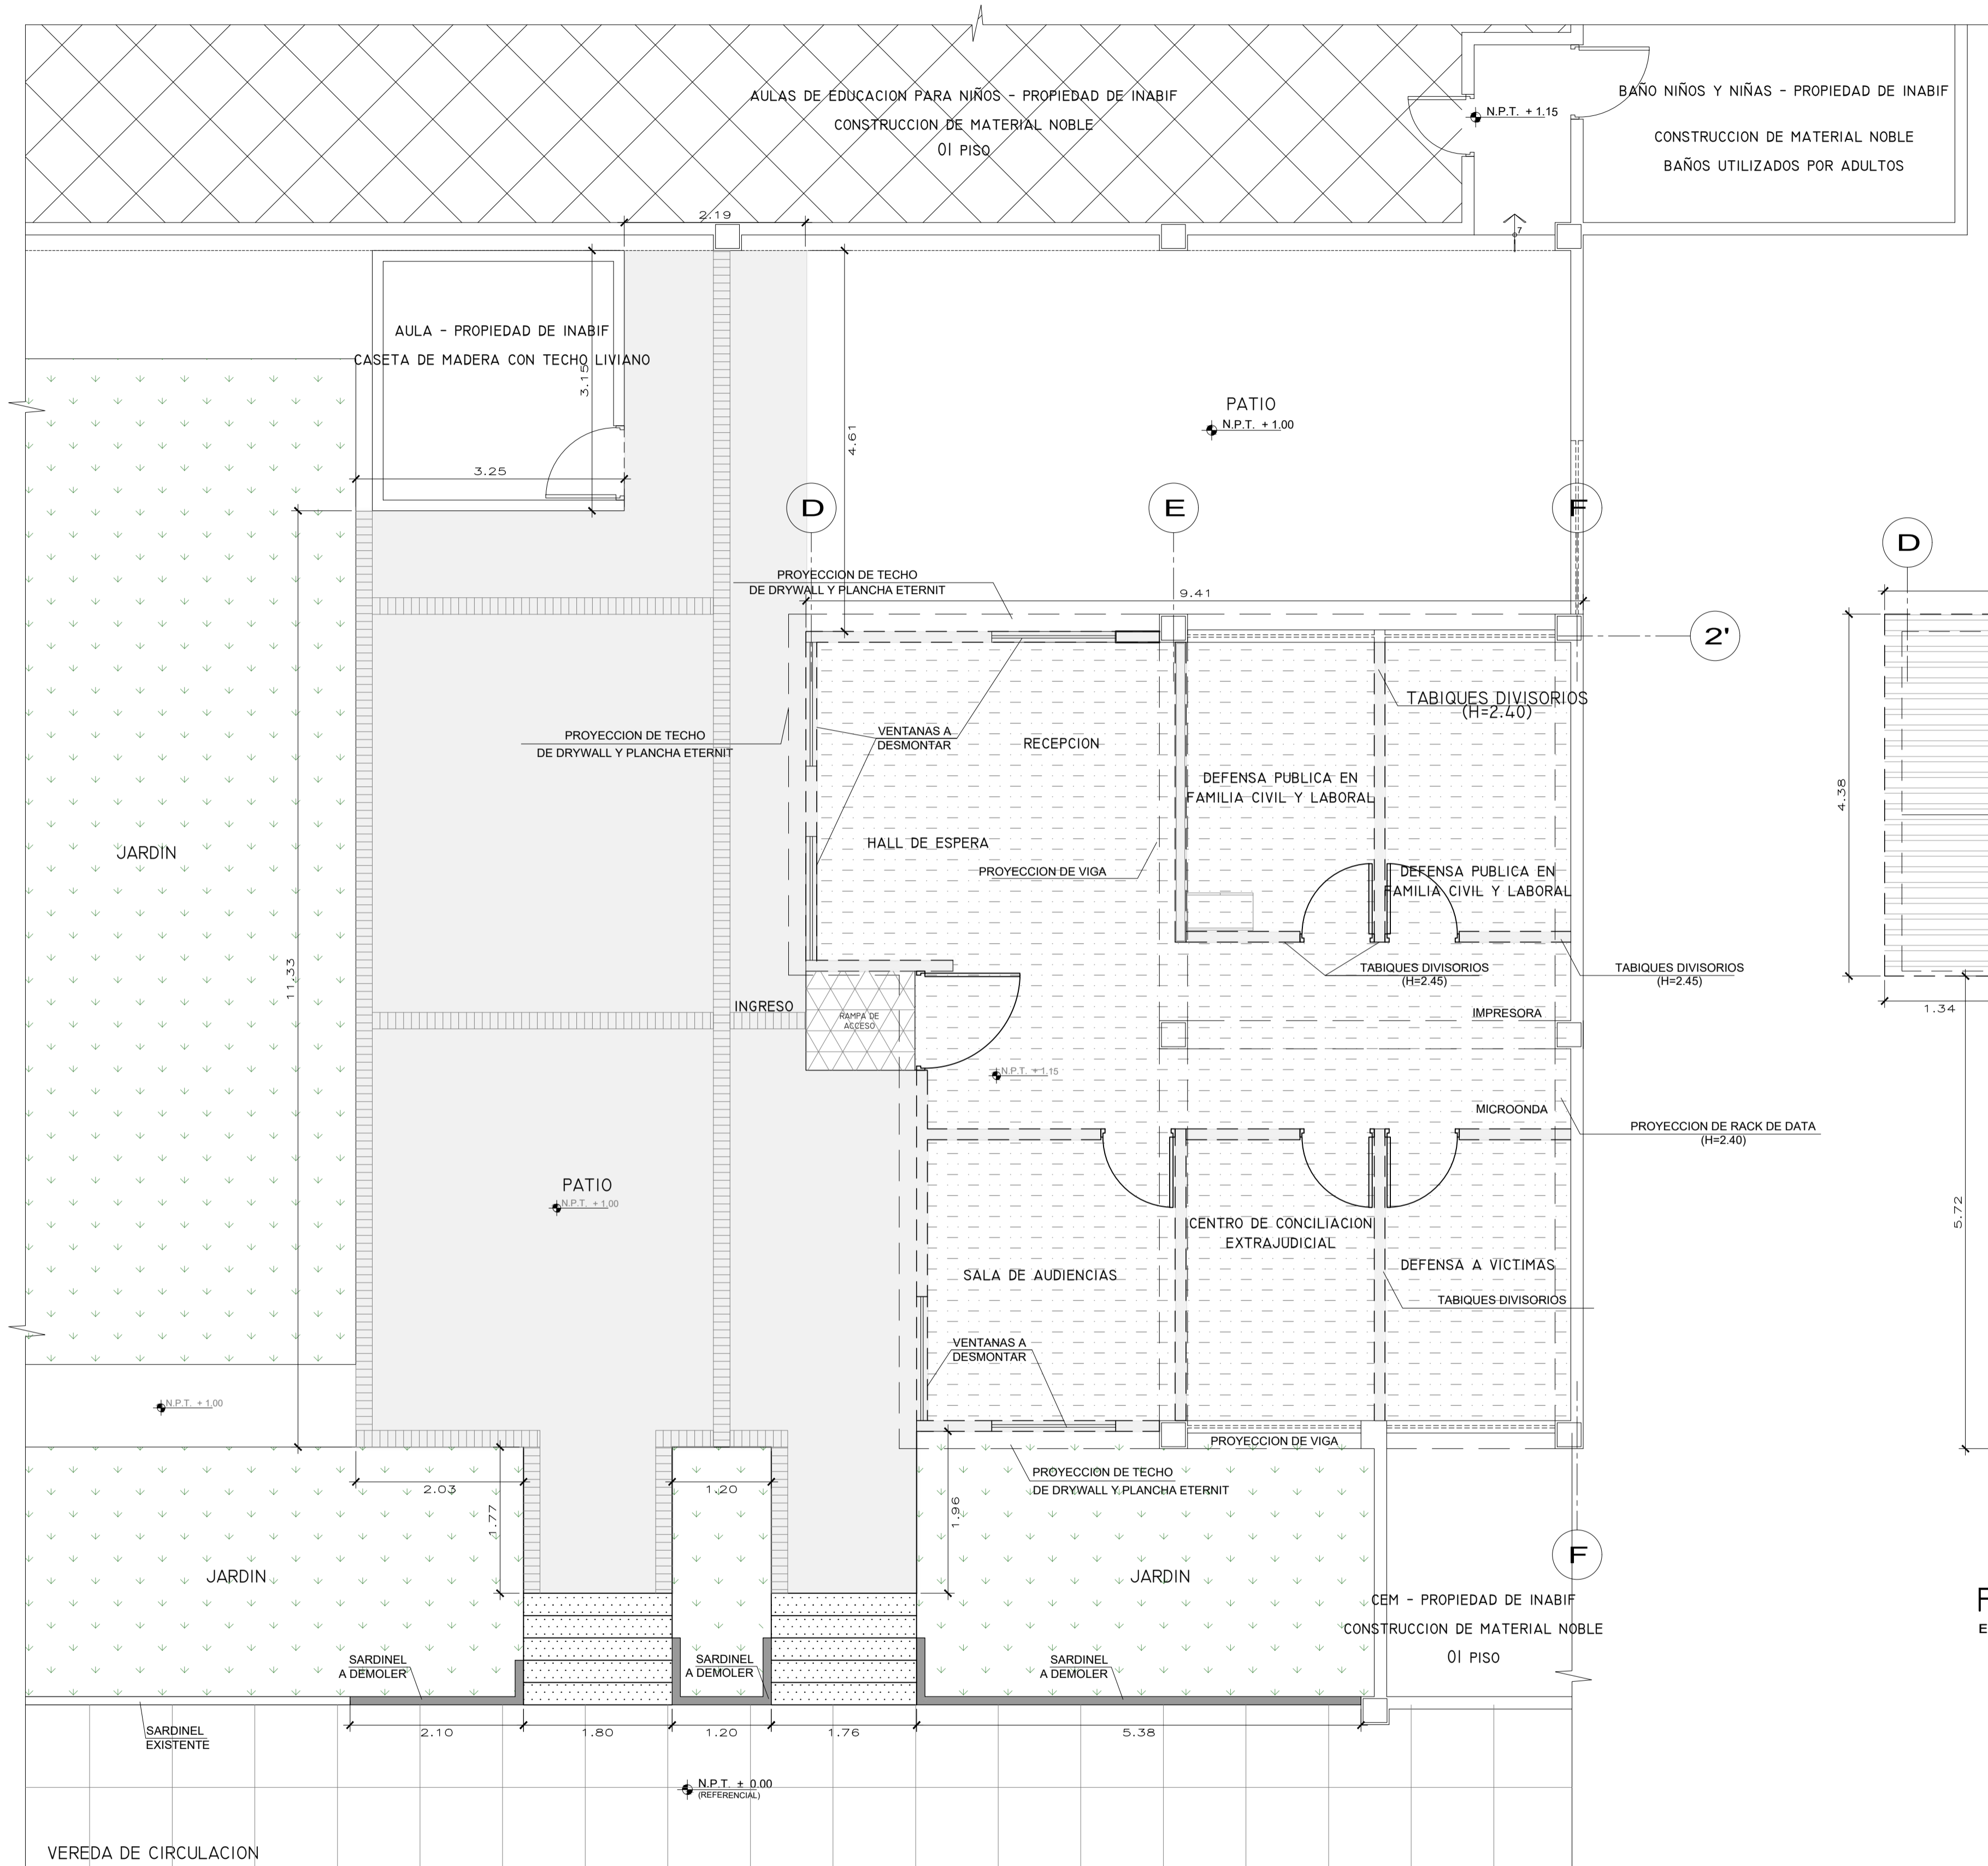 AULAS DE EDUCACION PARA NIÑOS - PROPIEDAD DE INABIF
CONSTRUCCION DE MATERIAL NOBLE
01 PISO
N.P.T. + 1.15
BAÑO NIÑOS Y NIÑAS - PROPIEDAD DE INABIF
CONSTRUCCION DE MATERIAL NOBLE
BAÑOS UTILIZADOS POR ADULTOS
2.19
7
AULA - PROPIEDAD DE INABIF
CASETA DE MADERA CON TECHO LIVIANO
3.15
3.25
4.61
PATIO
N.P.T. + 1.00
D
E
F
D
PROYECCION DE TECHO
DE DRYWALL Y PLANCHA ETERNIT
9.41
2'
TABIQUES DIVISORIOS
(H=2.40)
PROYECCION DE TECHO
DE DRYWALL Y PLANCHA ETERNIT
VENTANAS A
DESMONTAR
RECEPCION
DEFENSA PUBLICA EN
FAMILIA CIVIL Y LABORAL
4.38
JARDIN
HALL DE ESPERA
PROYECCION DE VIGA
DEFENSA PUBLICA EN
FAMILIA CIVIL Y LABORAL
11.33
TABIQUES DIVISORIOS
(H=2.45)
TABIQUES DIVISORIOS
(H=2.45)
INGRESO
RAMPA DE
ACCESO
IMPRESORA
1.34
N.P.T. + 1.15
MICROONDA
PROYECCION DE RACK DE DATA
(H=2.40)
PATIO
N.P.T. + 1.00
5.72
CENTRO DE CONCILIACION
EXTRAJUDICIAL
SALA DE AUDIENCIAS
DEFENSA A VICTIMAS
TABIQUES DIVISORIOS
VENTANAS A
DESMONTAR
N.P.T. + 1.00
PROYECCION DE VIGA
PROYECCION DE TECHO
DE DRYWALL Y PLANCHA ETERNIT
2.03
1.20
1.77
1.96
F
JARDIN
JARDIN
CEM - PROPIEDAD DE INABIF
CONSTRUCCION DE MATERIAL NOBLE
01 PISO
SARDINEL
A DEMOLER
SARDINEL
A DEMOLER
SARDINEL
A DEMOLER
SARDINEL
EXISTENTE
2.10
1.80
1.20
1.76
5.38
N.P.T. ± 0.00
(REFERENCIAL)
VEREDA DE CIRCULACION